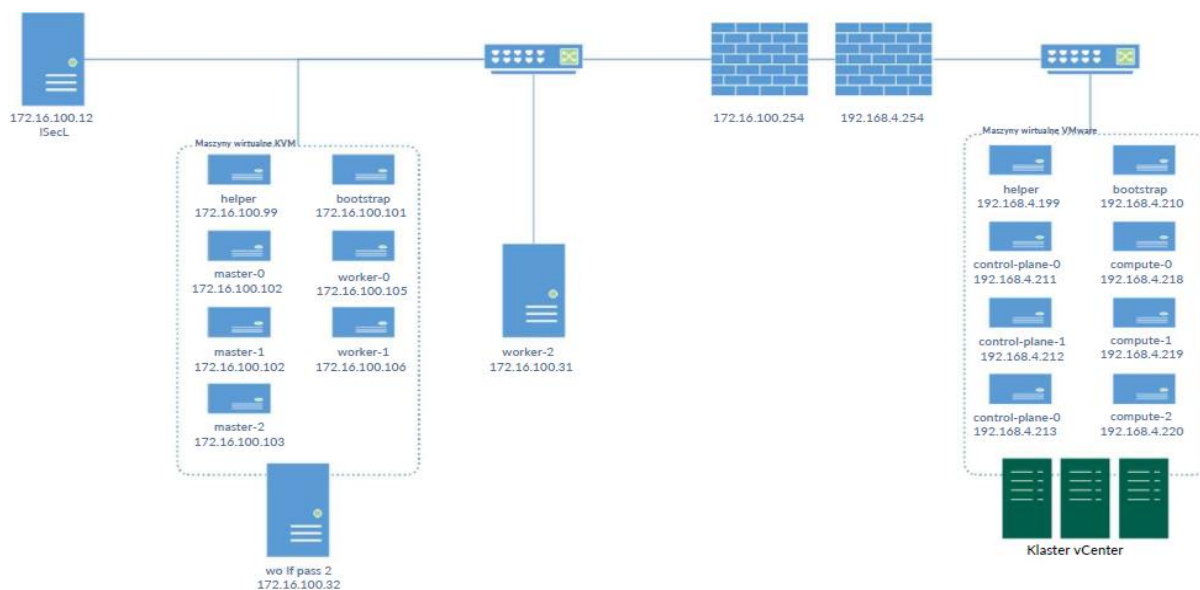 172.16.100.12
ISecL
172.16.100.254
192.168.4.254
Maszyny wirtualne KVM
helper
172.16.100.99
bootstrap
172.16.100.101
master-0
172.16.100.102
worker-0
172.16.100.105
master-1
172.16.100.102
worker-1
172.16.100.106
master-2
172.16.100.103
wo lf pass 2
172.16.100.32
worker-2
172.16.100.31
Maszyny wirtualne VMware
helper
192.168.4.199
bootstrap
192.168.4.210
control-plane-0
192.168.4.211
compute-0
192.168.4.218
control-plane-1
192.168.4.212
compute-1
192.168.4.219
control-plane-0
192.168.4.213
compute-2
192.168.4.220
Klaster vCenter